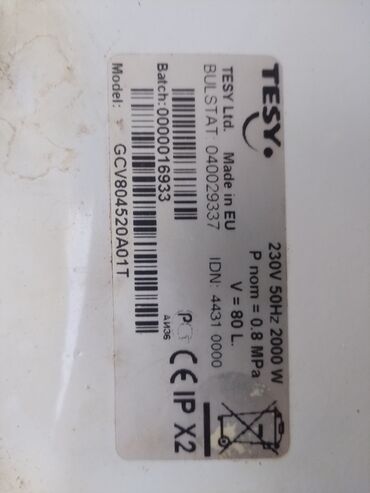 TESY
230V 50Hz 2000 W
P nom = 0.8 MPa
V = 80 L.
TESY Ltd. Made in EU
BULSTAT: 040029337
IDN: 4431 0000
Batch:0000016933
Model: GCV804520A01T
АИ36
CE IP X2